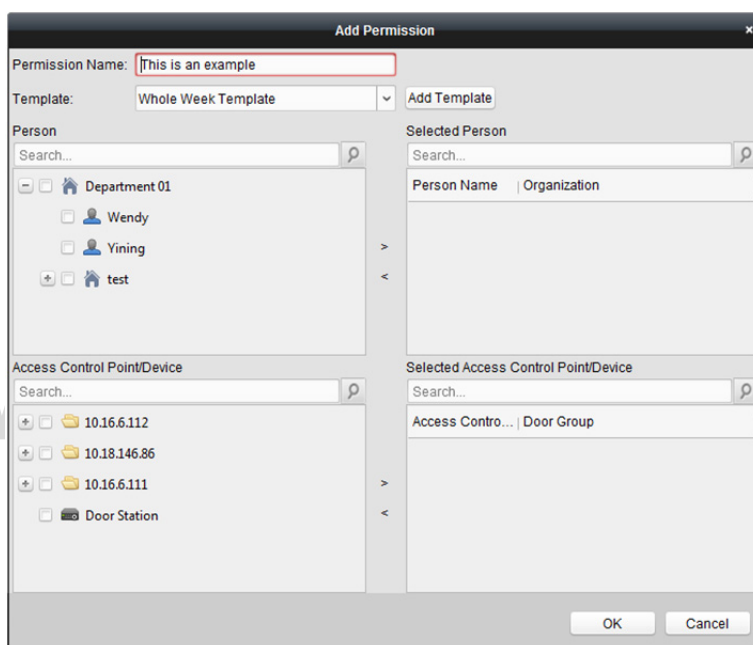 Add Permission
Permission Name: This is an example
Template: Whole Week Template Add Template
Person
Search...
Department 01
Wendy
Yining
test
>
<
Selected Person
Search...
Person Name Organization
Access Control Point/Device
Search...
10.16.6.112
10.18.146.86
10.16.6.111
Door Station
>
<
Selected Access Control Point/Device
Search...
Access Contro... Door Group
OK Cancel